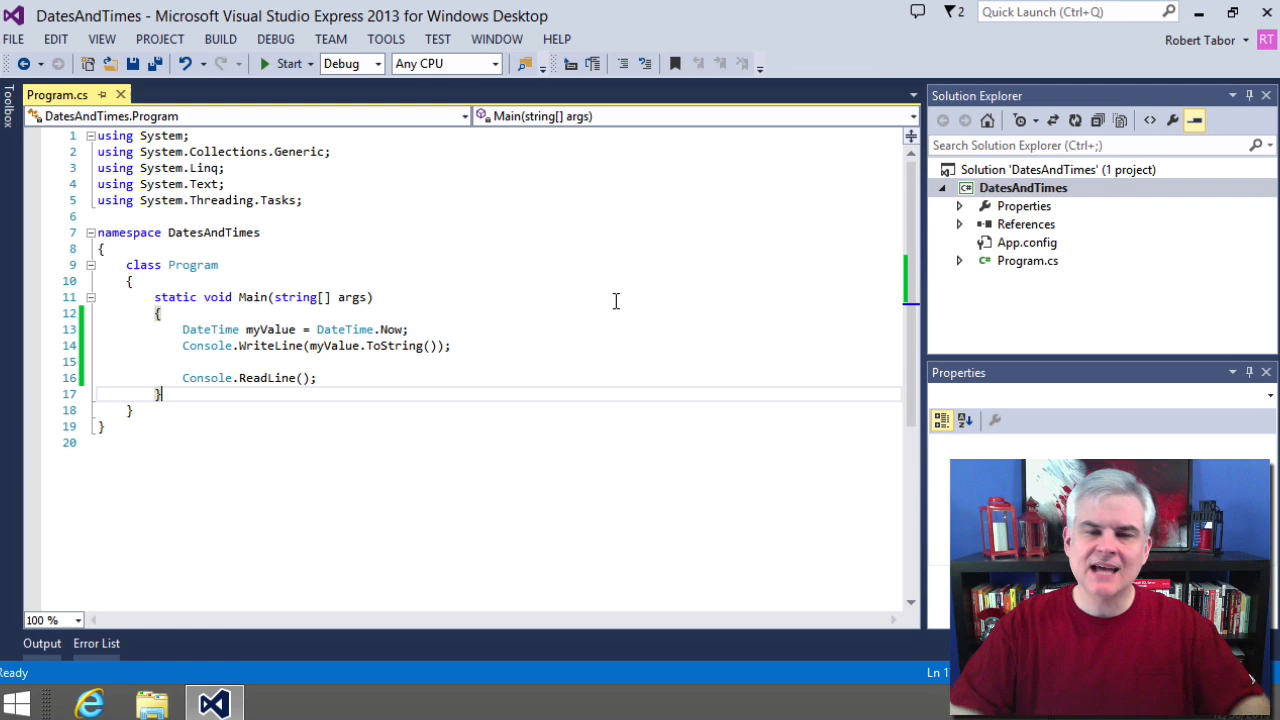 DatesAndTimes - Microsoft Visual Studio Express 2013 for Windows Desktop
2
Quick Launch (Ctrl+Q)
FILE EDIT VIEW PROJECT BUILD DEBUG TEAM TOOLS TEST WINDOW HELP
Robert Tabor RT
Start Debug Any CPU
Toolbox
Program.cs
DatesAndTimes.Program Main(string[] args)
1 using System;
2 using System.Collections.Generic;
3 using System.Linq;
4 using System.Text;
5 using System.Threading.Tasks;
6
7 namespace DatesAndTimes
8 {
9 class Program
10 {
11 static void Main(string[] args)
12 {
13 DateTime myValue = DateTime.Now;
14 Console.WriteLine(myValue.ToString());
15
16 Console.ReadLine();
17 }
18 }
19 }
20
100 %
Output Error List
Ready
Ln 1
Solution Explorer
Search Solution Explorer (Ctrl+;)
Solution 'DatesAndTimes' (1 project)
C# DatesAndTimes
Properties
References
App.config
C# Program.cs
Properties